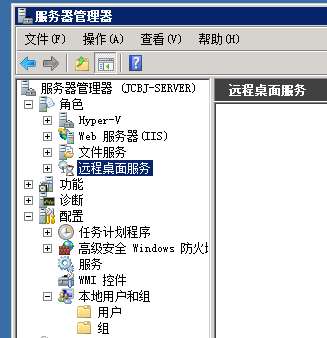 服务器管理器
文件(F) 操作(A) 查看(V) 帮助(H)
服务器管理器 (JCBJ-SERVER)
远程桌面服务
角色
Hyper-V
Web 服务器(IIS)
文件服务
远程桌面服务
功能
诊断
配置
任务计划程序
高级安全 Windows 防火
服务
WMI 控件
本地用户和组
用户
组